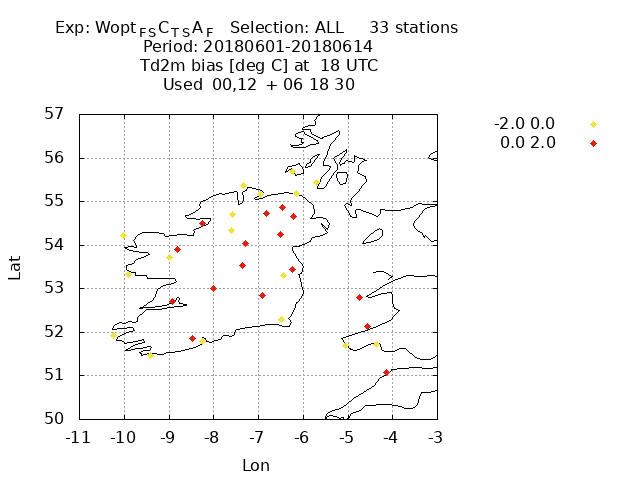 Exp: Wopt FS C TS A F Selection: ALL 33 stations
Period: 20180601-20180614
Td2m bias [deg C] at 18 UTC
Used 00,12 + 06 18 30
-2.0 0.0
0.0 2.0
57
56
55
54
53
52
51
50
Lat
-11 -10 -9 -8 -7 -6 -5 -4 -3
Lon